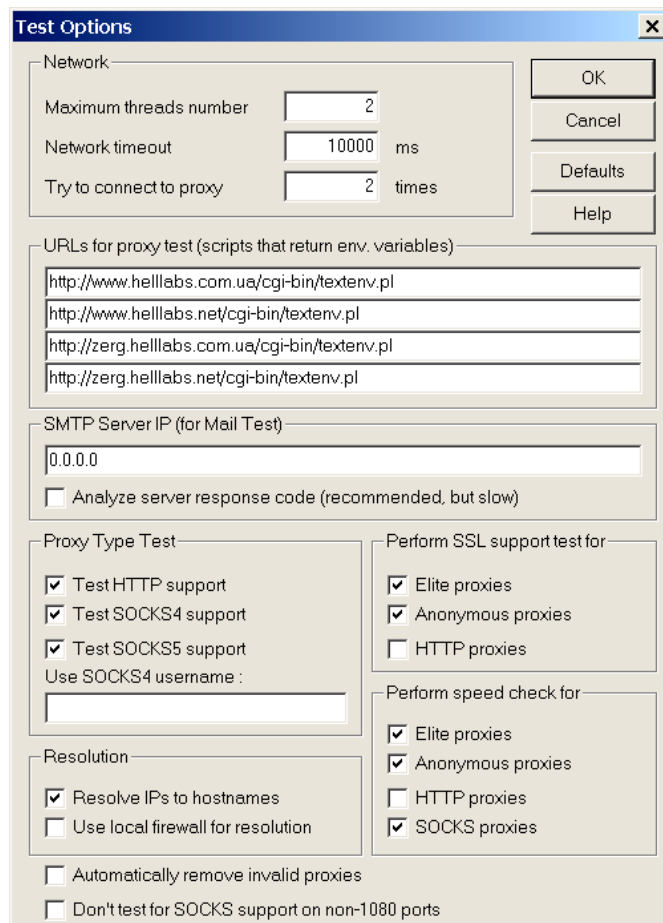 Test Options
Network
OK
Maximum threads number 2
Cancel
Network timeout 10000 ms
Defaults
Try to connect to proxy 2 times
Help
URLs for proxy test (scripts that return env. variables)
http://www.helllabs.com.ua/cgi-bin/textenv.pl
http://www.helllabs.net/cgi-bin/textenv.pl
http://zerg.helllabs.com.ua/cgi-bin/textenv.pl
http://zerg.helllabs.net/cgi-bin/textenv.pl
SMTP Server IP (for Mail Test)
0.0.0.0
Analyze server response code (recommended, but slow)
Proxy Type Test
Test HTTP support
Test SOCKS4 support
Test SOCKS5 support
Use SOCKS4 username :
Perform SSL support test for
Elite proxies
Anonymous proxies
HTTP proxies
Resolution
Resolve IPs to hostnames
Use local firewall for resolution
Perform speed check for
Elite proxies
Anonymous proxies
HTTP proxies
SOCKS proxies
Automatically remove invalid proxies
Don't test for SOCKS support on non-1080 ports